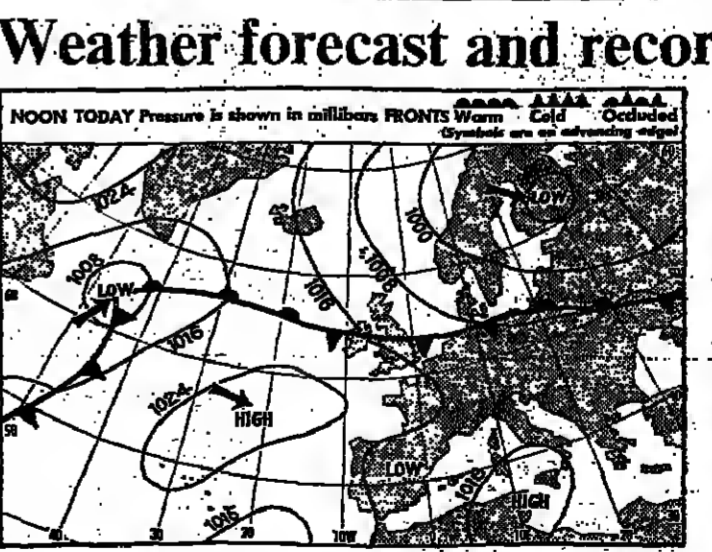 Weather forecast and recor
NOON TODAY Pressure is shown in millibars FRONTS Warm Cold Occluded
(Symbols are on advancing edge)
1024
LOW
1000
1008
LOW
1008
1016
1016
1024
HIGH
LOW
1016
HIGH
1016
40
30
20
10W